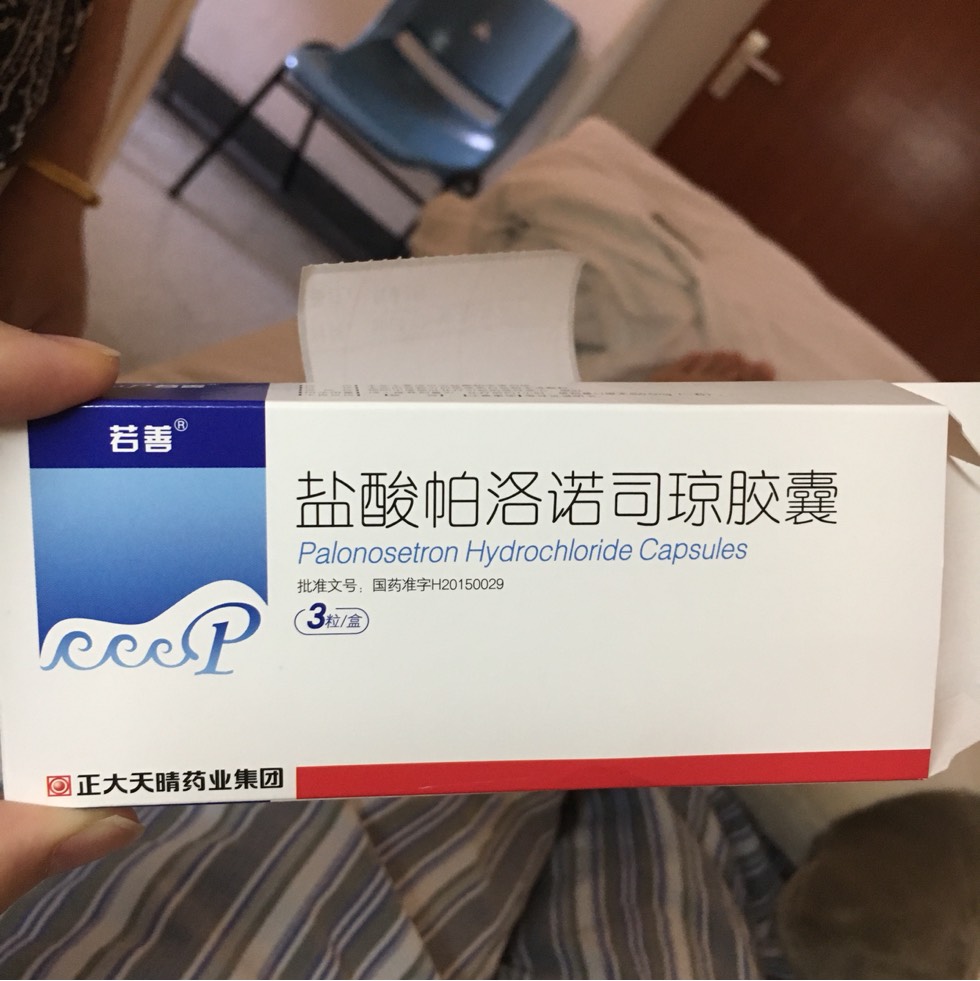 若善®
盐酸帕洛诺司琼胶囊
Palonosetron Hydrochloride Capsules
批准文号：国药准字H20150029
3粒/盒
P
正大天晴药业集团